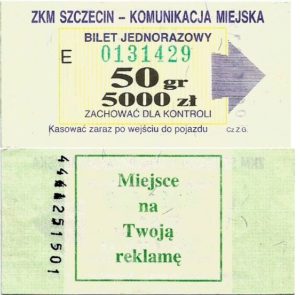 ZKM SZCZECIN - KOMUNIKACJA MIEJSKA
BILET JEDNORAZOWY
E 0131429
50 gr
5000 zł
ZACHOWAĆ DLA KONTROLI
Kasować zaraz po wejściu do pojazdu
Cz.Z.G.
Miejsce
na
Twoją
reklamę